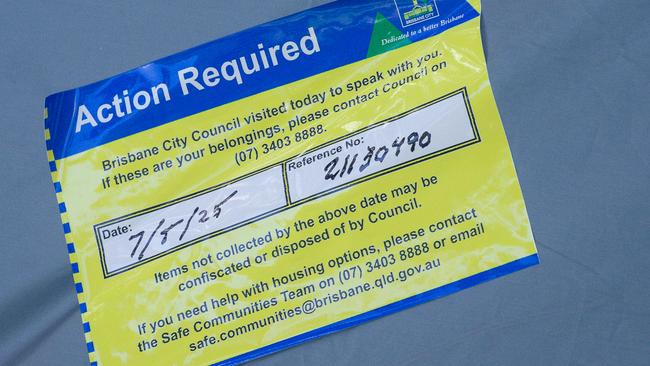 BRISBANE CITY
Dedicated to a better Brisbane
Action Required
Brisbane City Council visited today to speak with you.
If these are your belongings, please contact Council on
(07) 3403 8888.
Date: 7/5/25
Reference No: 21130490
Items not collected by the above date may be
confiscated or disposed of by Council.
If you need help with housing options, please contact
the Safe Communities Team on (07) 3403 8888 or email
safe.communities@brisbane.qld.gov.au